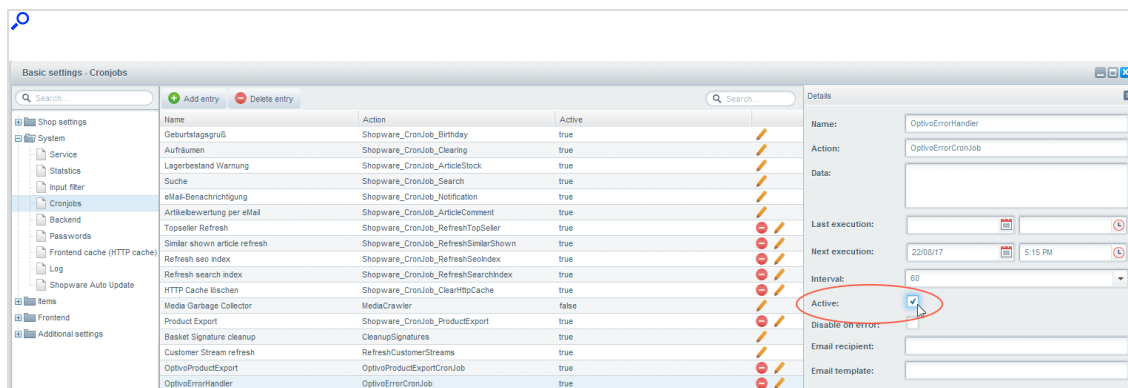 Basic settings - Cronjobs
Search...
Shop settings
System
Service
Statstics
Input filter
Cronjobs
Backend
Passwords
Frontend cache (HTTP cache)
Log
Shopware Auto Update
Items
Frontend
Additional settings
Add entry Delete entry Search...
Name Action Active
Geburtstagsgruß Shopware_CronJob_Birthday true
Aufräumen Shopware_CronJob_Clearing true
Lagerbestand Warnung Shopware_CronJob_ArticleStock true
Suche Shopware_CronJob_Search true
eMail-Benachrichtigung Shopware_CronJob_Notification true
Artikelbewertung per eMail Shopware_CronJob_ArticleComment true
Topseller Refresh Shopware_CronJob_RefreshTopSeller true
Similar shown article refresh Shopware_CronJob_RefreshSimilarShown true
Refresh seo index Shopware_CronJob_RefreshSeoIndex true
Refresh search index Shopware_CronJob_RefreshSearchIndex true
HTTP Cache löschen Shopware_CronJob_ClearHttpCache true
Media Garbage Collector MediaCrawler false
Product Export Shopware_CronJob_ProductExport true
Basket Signature cleanup CleanupSignatures true
Customer Stream refresh RefreshCustomerStreams true
OptivoProductExport OptivoProductExportCronJob true
OptivoErrorHandler OptivoErrorCronJob true
Details
Name: OptivoErrorHandler
Action: OptivoErrorCronJob
Data:
Last execution:
Next execution: 22/08/17 5:15 PM
Interval: 60
Active:
Disable on error:
Email recipient:
Email template: